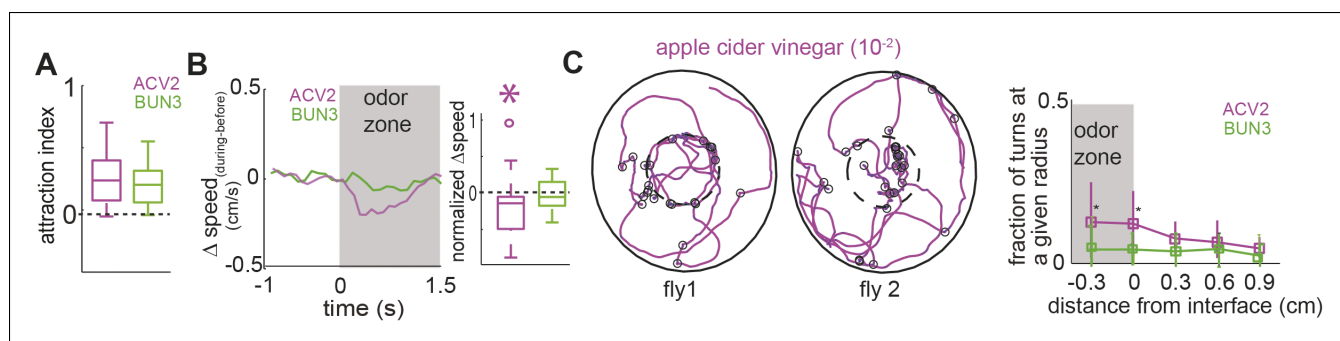 A
ACV2
BUN3
1
0
attraction index
B
ACV2
BUN3
odor
zone
0.5
0
-0.5
Δ speed(during-before)
(cm/s)
-1
0
1.5
time (s)
*
1
0
normalized Δspeed
C
apple cider vinegar (10-2)
fly1
fly 2
0.5
0
fraction of turns at
a given radius
odor
zone
ACV2
BUN3
*
*
-0.3
0
0.3
0.6
0.9
distance from interface (cm)